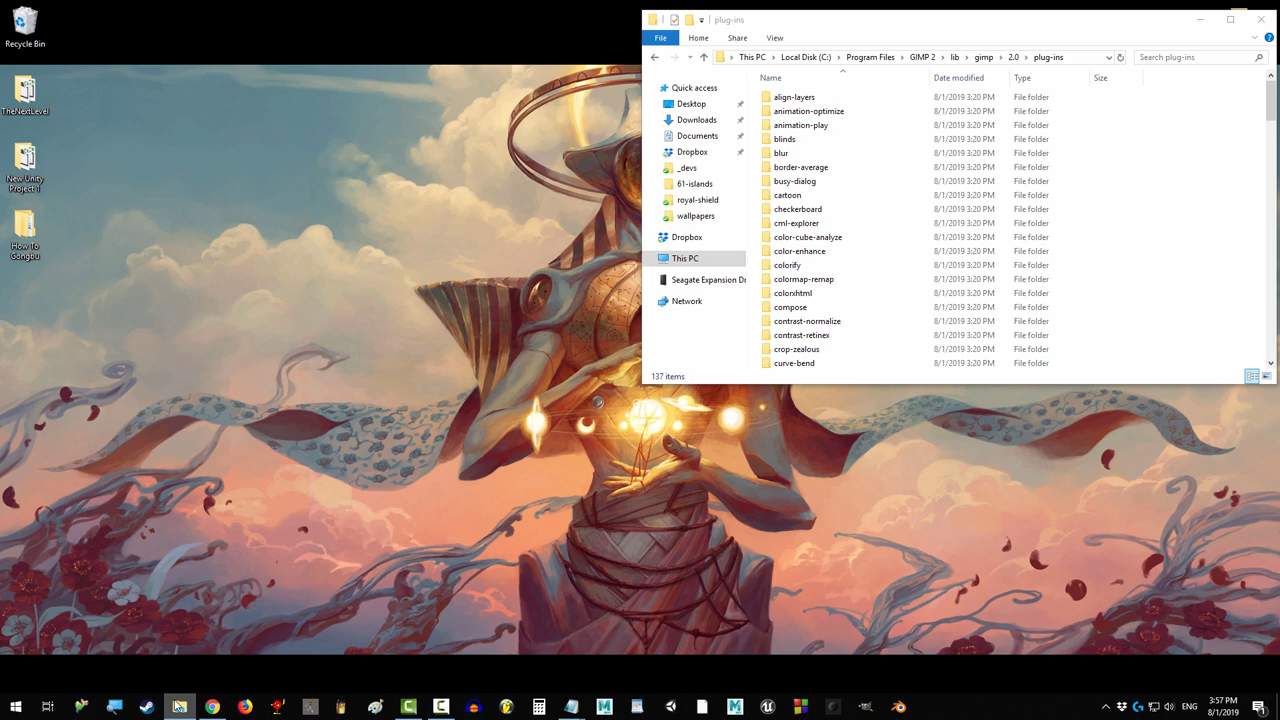 Recycle Bin
TheNextLevel
New Unity
Project 1
How To
Gongbu
plug-ins
File Home Share View
This PC Local Disk (C:) Program Files GIMP 2 lib gimp 2.0 plug-ins
Search plug-ins
Name Date modified Type Size
Quick access
Desktop
Downloads
Documents
Dropbox
_devs
61-islands
royal-shield
wallpapers
Dropbox
This PC
Seagate Expansion Dr
Network
align-layers 8/1/2019 3:20 PM File folder
animation-optimize 8/1/2019 3:20 PM File folder
animation-play 8/1/2019 3:20 PM File folder
blinds 8/1/2019 3:20 PM File folder
blur 8/1/2019 3:20 PM File folder
border-average 8/1/2019 3:20 PM File folder
busy-dialog 8/1/2019 3:20 PM File folder
cartoon 8/1/2019 3:20 PM File folder
checkerboard 8/1/2019 3:20 PM File folder
cml-explorer 8/1/2019 3:20 PM File folder
color-cube-analyze 8/1/2019 3:20 PM File folder
color-enhance 8/1/2019 3:20 PM File folder
colorify 8/1/2019 3:20 PM File folder
colormap-remap 8/1/2019 3:20 PM File folder
colorxhtml 8/1/2019 3:20 PM File folder
compose 8/1/2019 3:20 PM File folder
contrast-normalize 8/1/2019 3:20 PM File folder
contrast-retinex 8/1/2019 3:20 PM File folder
crop-zealous 8/1/2019 3:20 PM File folder
curve-bend 8/1/2019 3:20 PM File folder
137 items
3:57 PM
8/1/2019